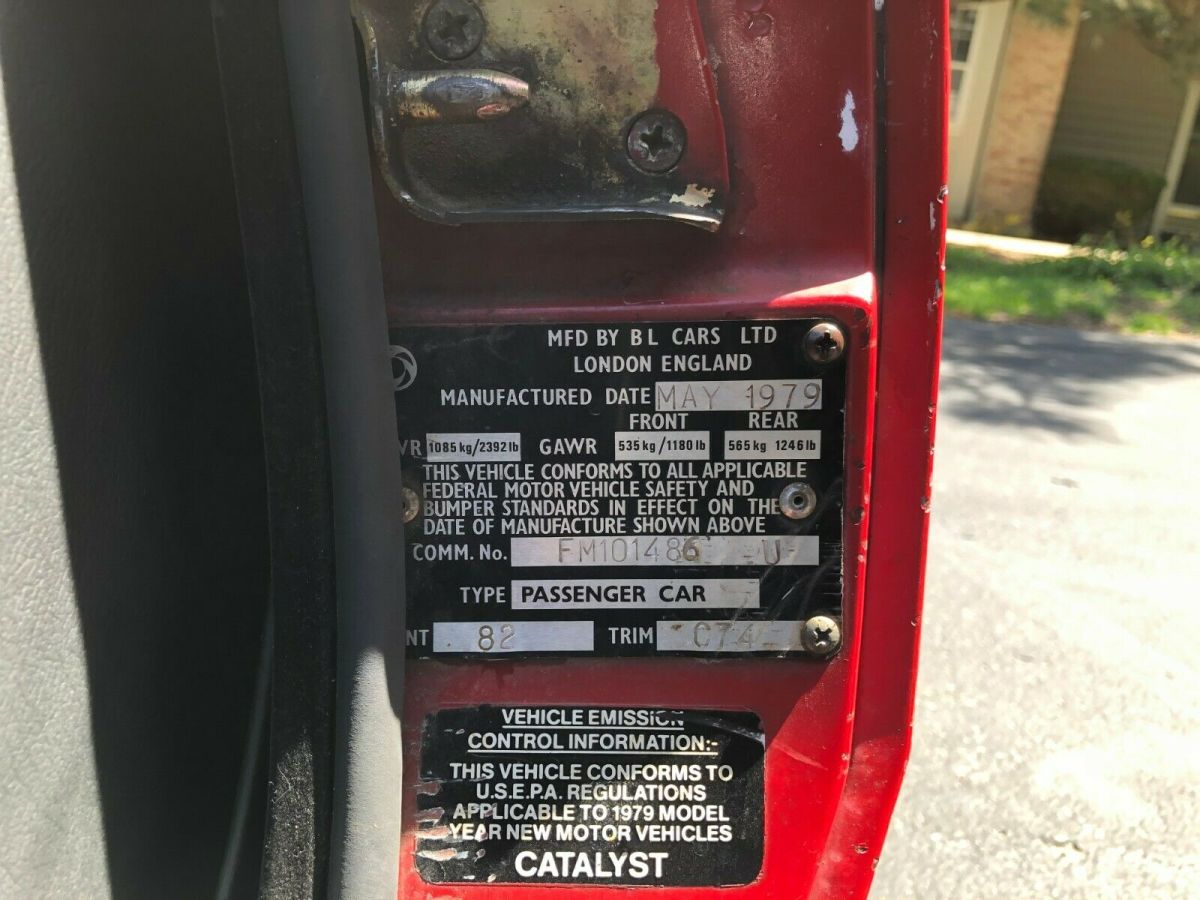 MFD BY B L CARS LTD
LONDON ENGLAND
MANUFACTURED DATE MAY 1979
FRONT REAR
VR 1085 kg/2392 lb GAWR 535 kg/1180 lb 565 kg 1246 lb
THIS VEHICLE CONFORMS TO ALL APPLICABLE
FEDERAL MOTOR VEHICLE SAFETY AND
BUMPER STANDARDS IN EFFECT ON THE
DATE OF MANUFACTURE SHOWN ABOVE
COMM. No. FM101486 -U-
TYPE PASSENGER CAR
NT 82 TRIM C74
VEHICLE EMISSION
CONTROL INFORMATION:-
THIS VEHICLE CONFORMS TO
U.S.E.P.A. REGULATIONS
APPLICABLE TO 1979 MODEL
YEAR NEW MOTOR VEHICLES
CATALYST